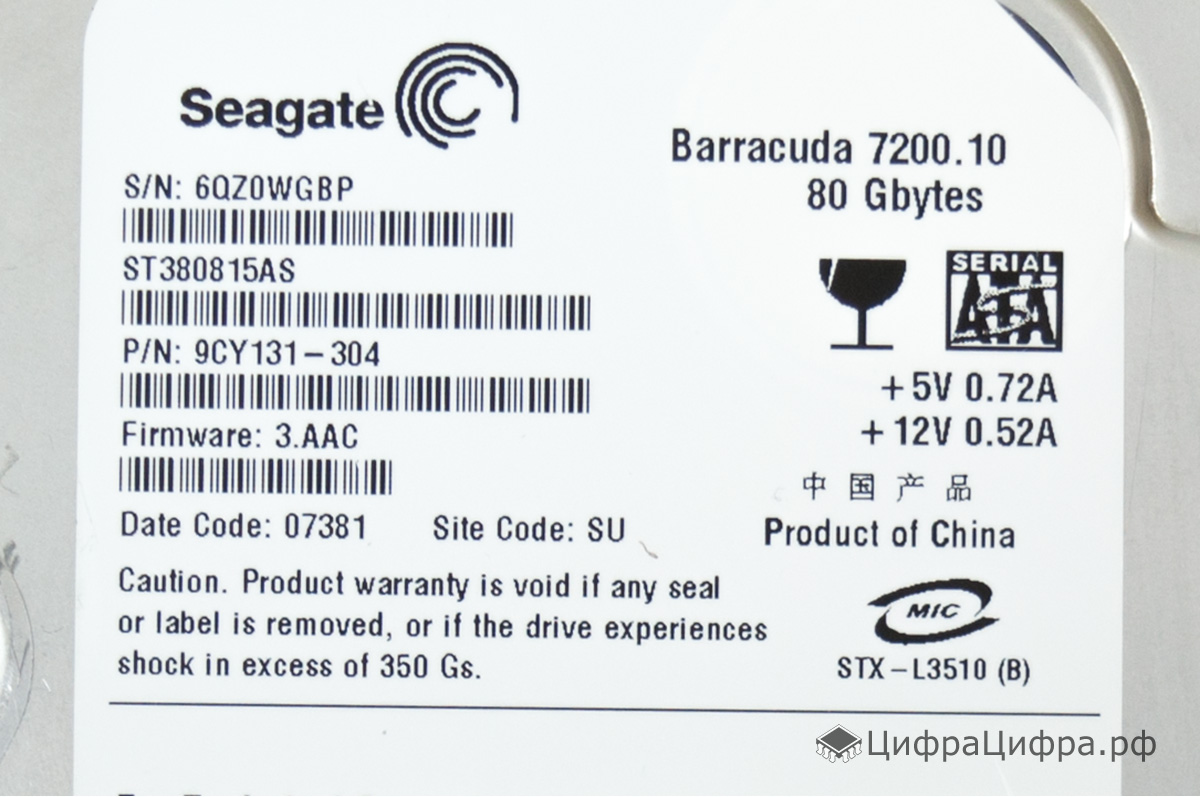 Seagate
Barracuda 7200.10
80 Gbytes
S/N: 6QZ0WGBP
ST380815AS
P/N: 9CY131-304
Firmware: 3.AAC
Date Code: 07381 Site Code: SU
SERIAL
ATA
+5V 0.72A
+12V 0.52A
中国产品
Product of China
Caution. Product warranty is void if any seal
or label is removed, or if the drive experiences
shock in excess of 350 Gs.
MIC
STX-L3510 (B)
ЦифраЦифра.рф